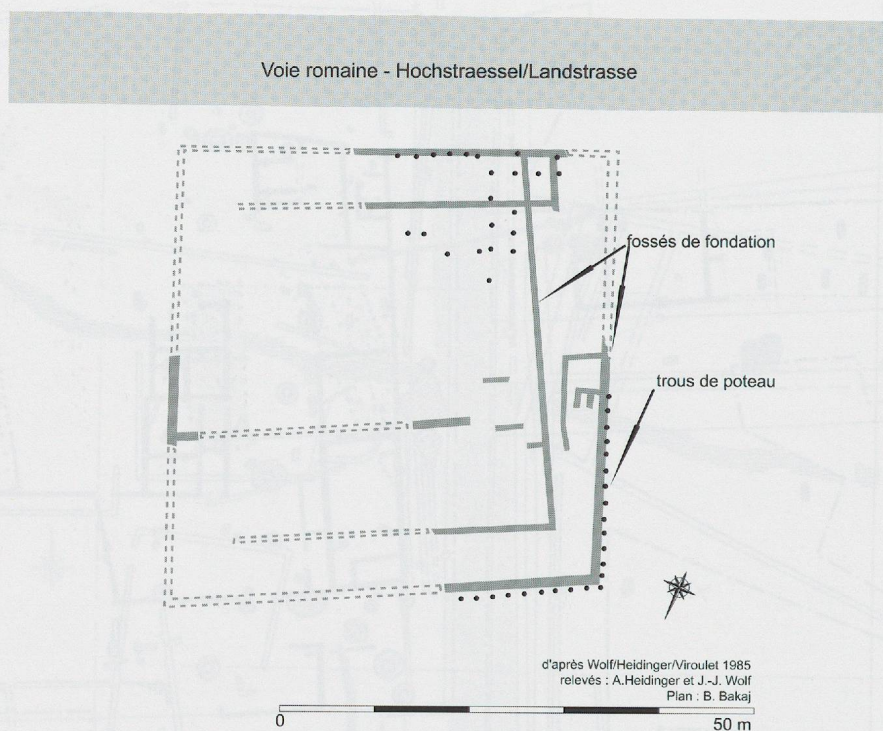 Voie romaine - Hochstraessel/Landstrasse
fossés de fondation
trous de poteau
d'après Wolf/Heidinger/Viroulet 1985
relevés : A.Heidinger et J.-J. Wolf
Plan : B. Bakaj
0
50 m